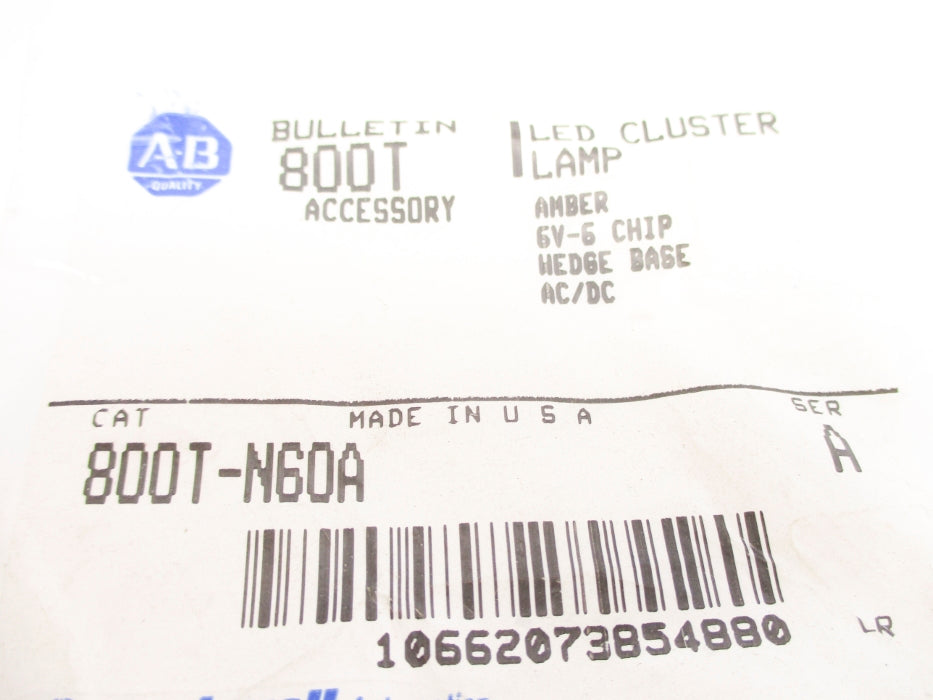 A-B
QUALITY
BULLETIN
800T
ACCESSORY
LED CLUSTER
LAMP
AMBER
6V-6 CHIP
WEDGE BASE
AC/DC
CAT
MADE IN U S A
SER
800T-N60A
A
10662073854880
LR